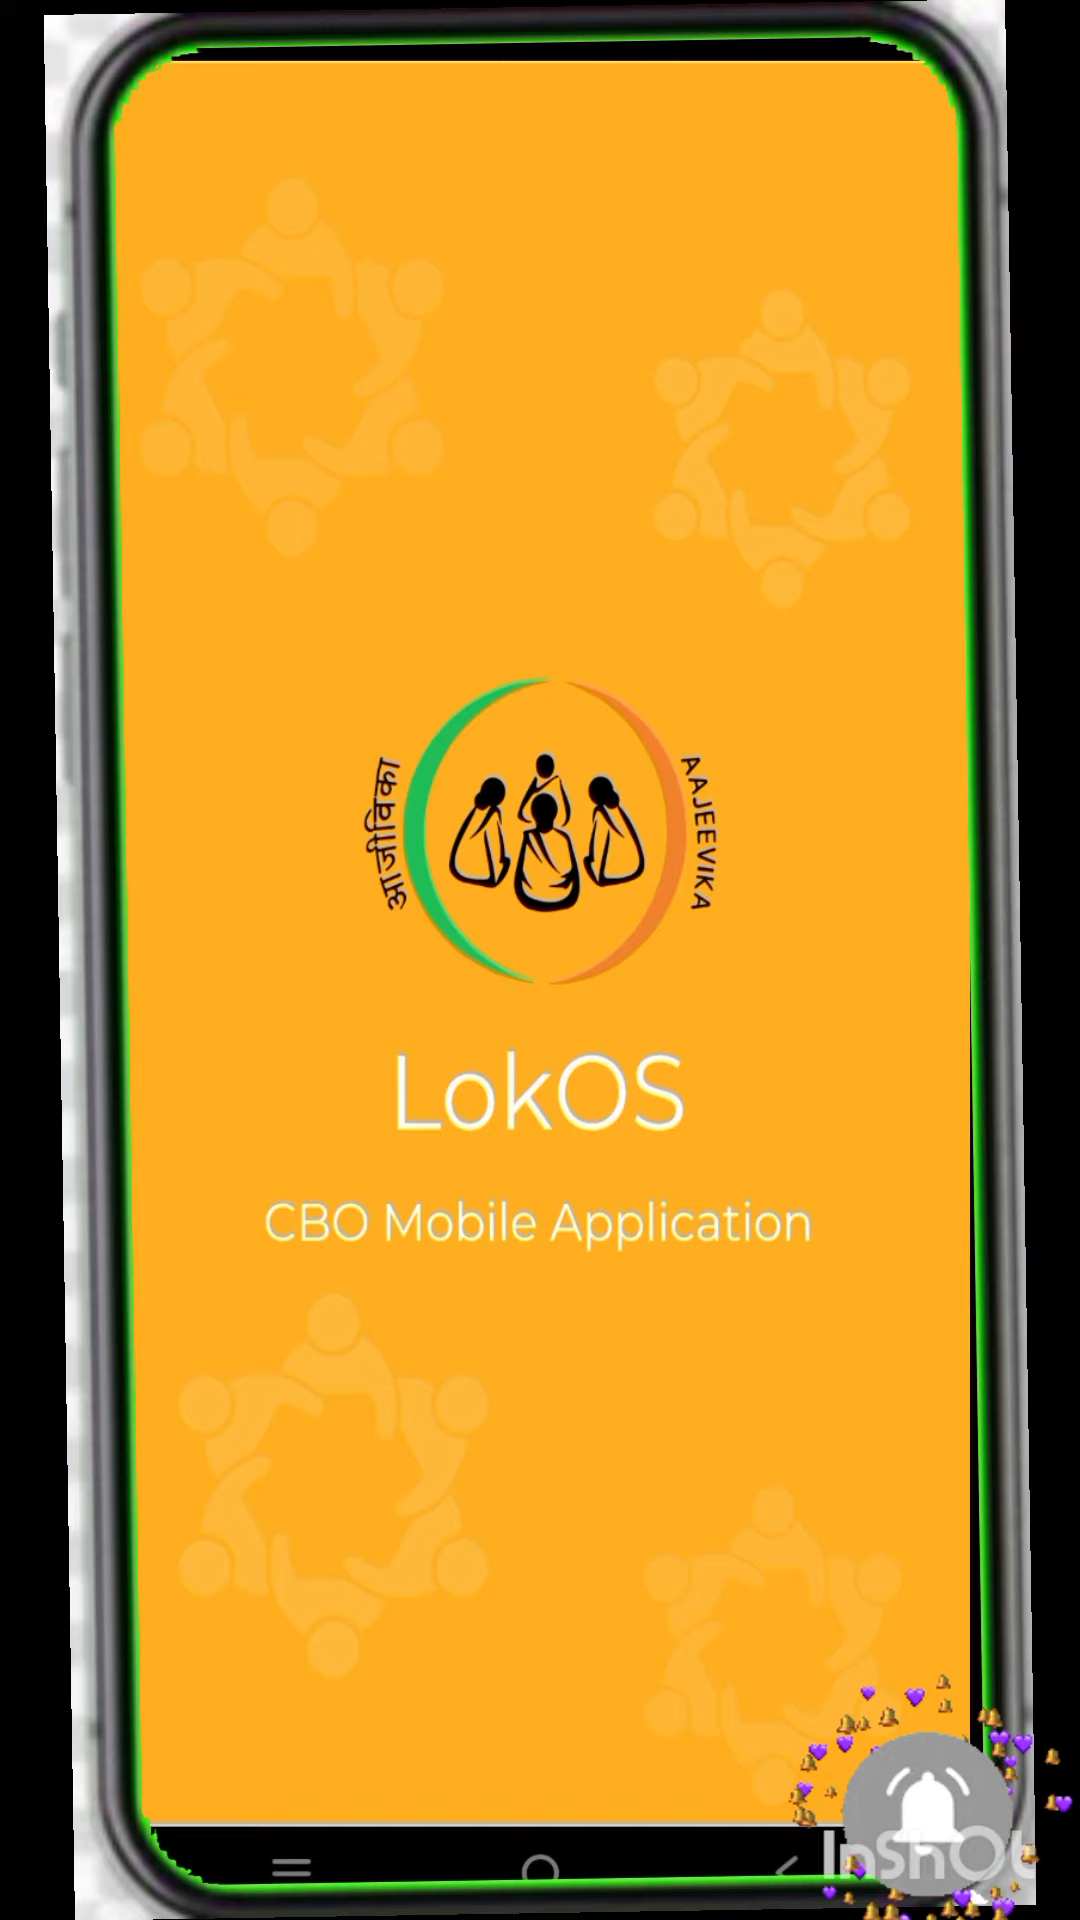 आजीविका
AAJEEVIKA
LokOS
CBO Mobile Application
InShOt